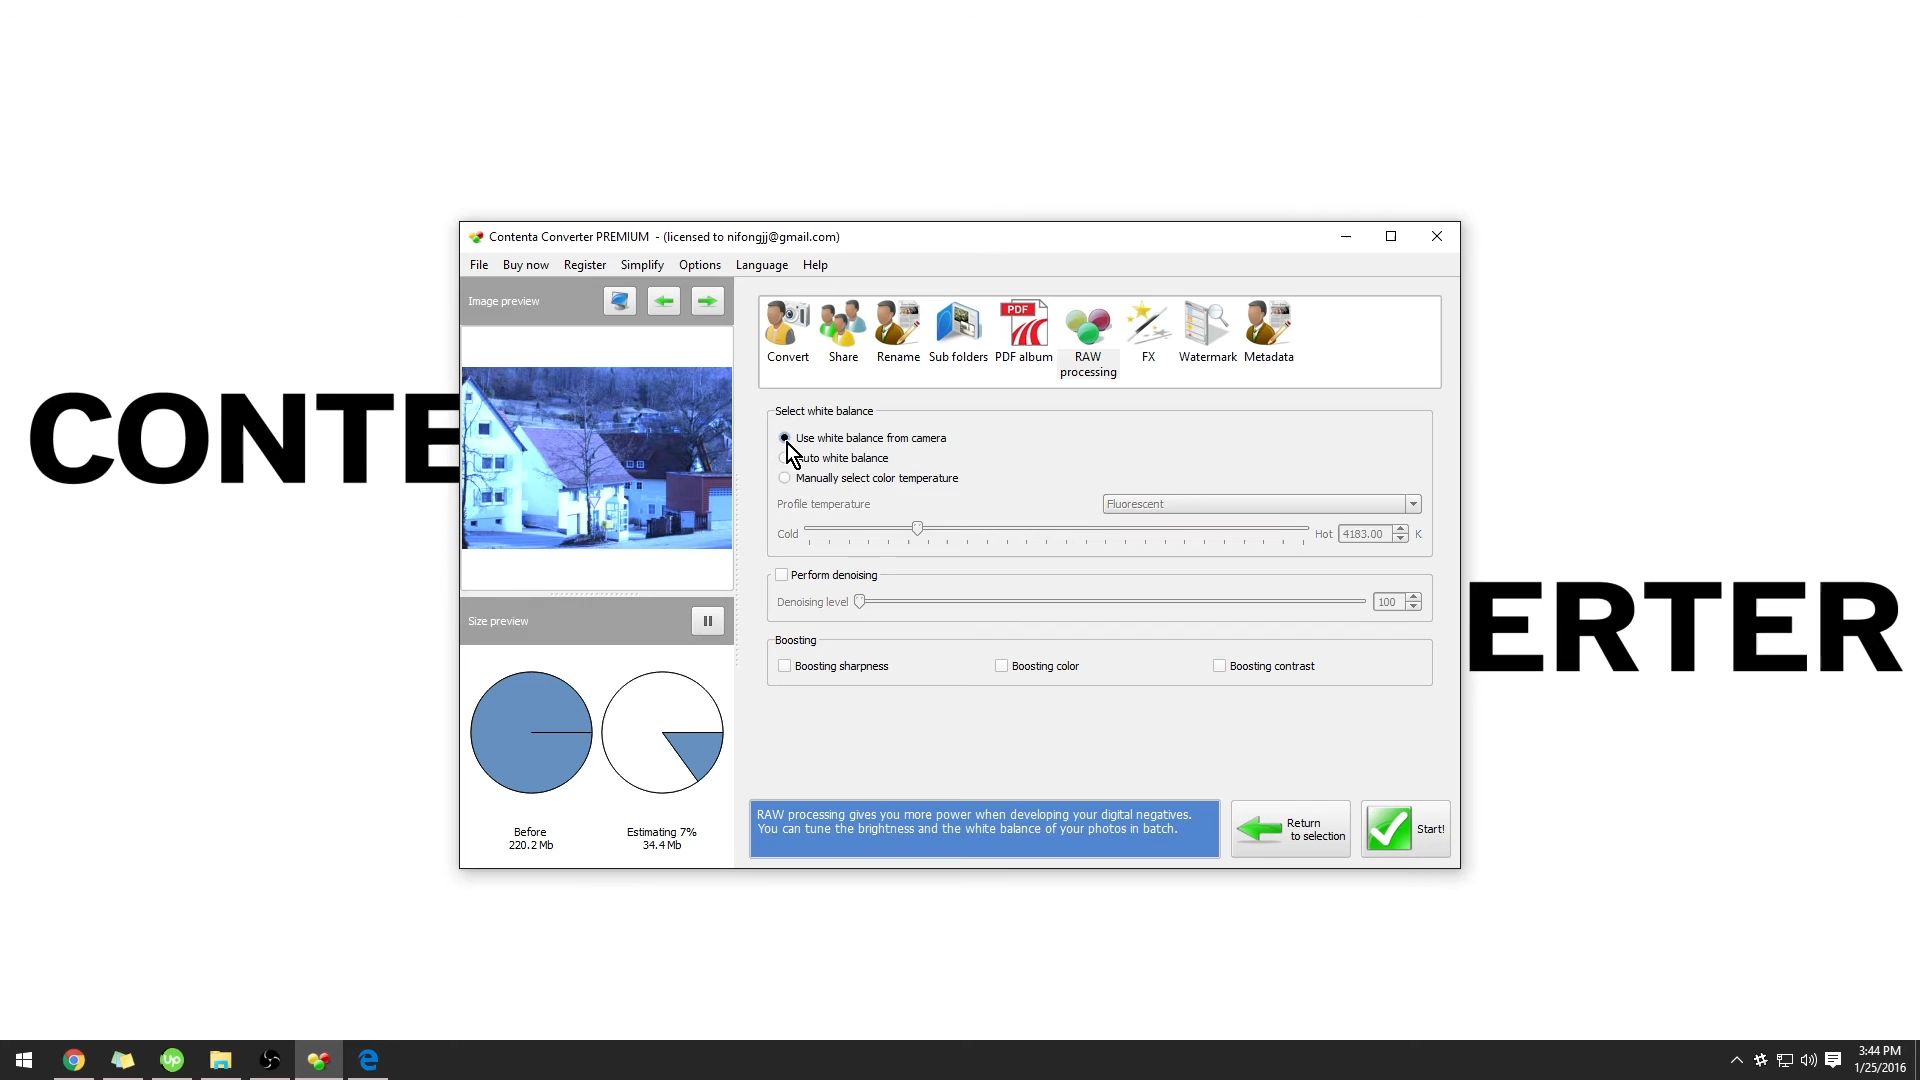 CONTE
ERTER
Contenta Converter PREMIUM  - (licensed to nifongjj@gmail.com)
File Buy now Register Simplify Options Language Help
Image preview
PDF
Convert Share Rename Sub folders PDF album RAW processing FX Watermark Metadata
Select white balance
Use white balance from camera
uto white balance
Manually select color temperature
Profile temperature Fluorescent
Cold Hot 4183.00 K
Perform denoising
Denoising level 100
Boosting
Boosting sharpness Boosting color Boosting contrast
Size preview
Before
220.2 Mb
Estimating 7%
34.4 Mb
RAW processing gives you more power when developing your digital negatives.
You can tune the brightness and the white balance of your photos in batch.
Return
to selection
Start!
Up
3:44 PM
1/25/2016